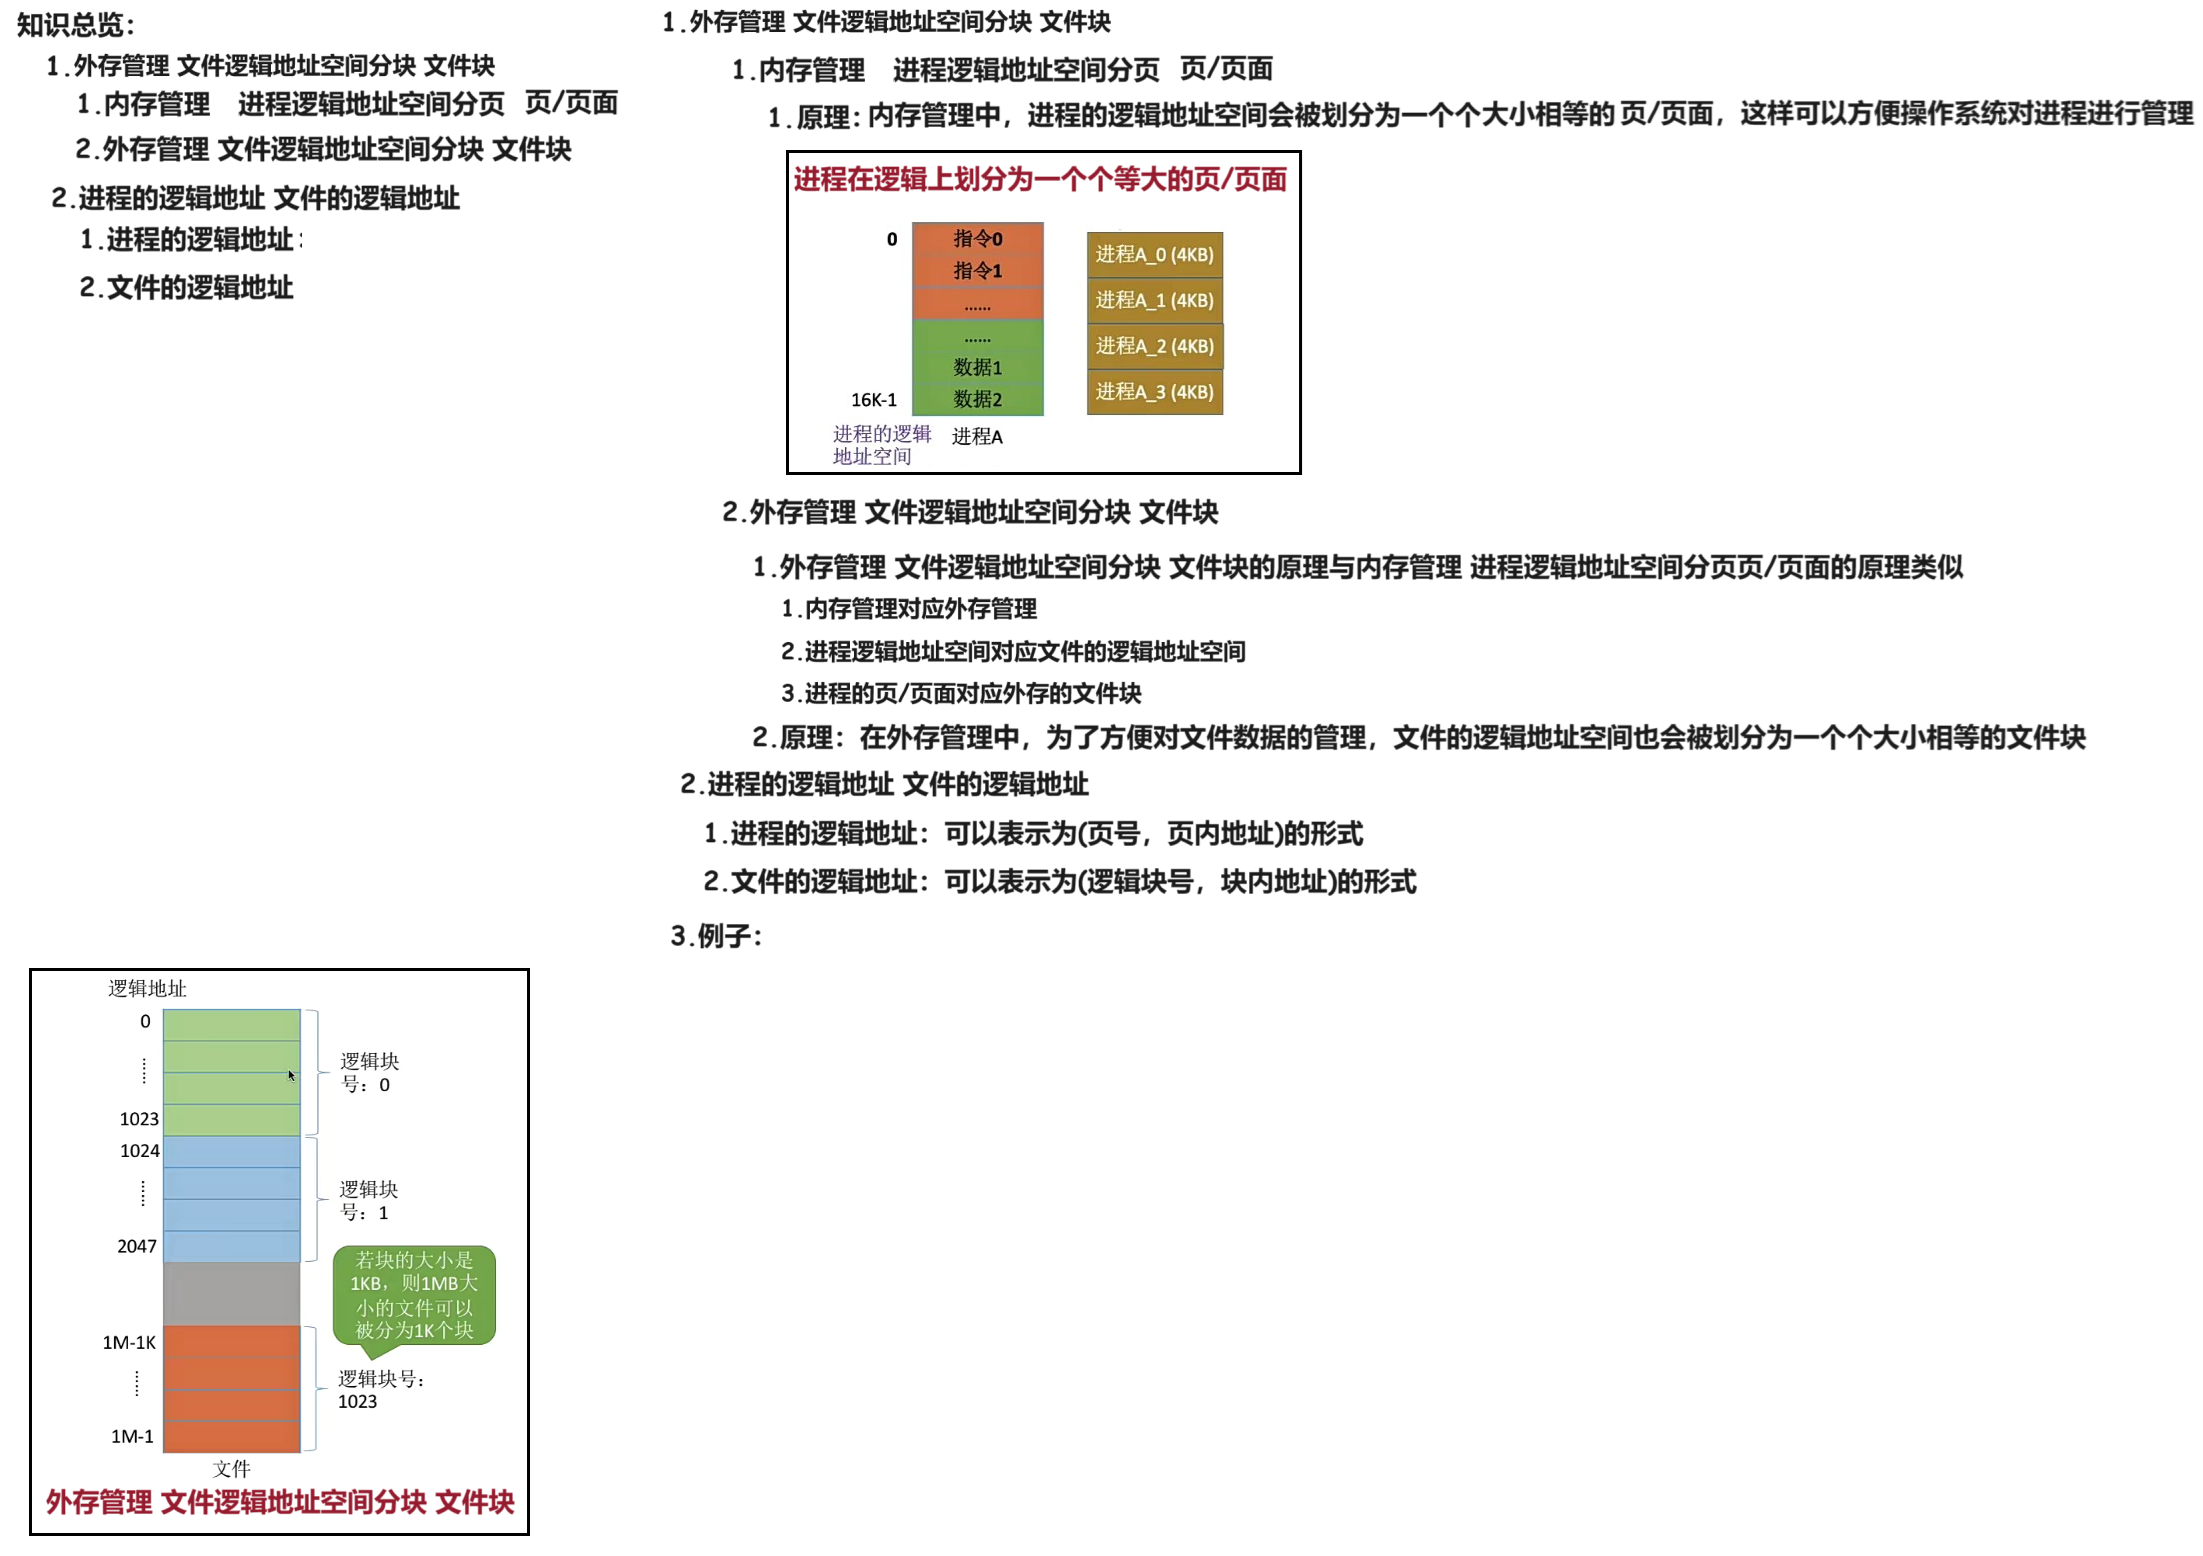 知识总览：
1.外存管理 文件逻辑地址空间分块 文件块
1.内存管理 进程逻辑地址空间分页 页/页面
2.外存管理 文件逻辑地址空间分块 文件块
2.进程的逻辑地址 文件的逻辑地址
1.进程的逻辑地址：
2.文件的逻辑地址
1.外存管理 文件逻辑地址空间分块 文件块
1.内存管理 进程逻辑地址空间分页 页/页面
1.原理：内存管理中，进程的逻辑地址空间会被划分为一个个大小相等的页/页面，这样可以方便操作系统对进程进行管理
进程在逻辑上划分为一个个等大的页/页面
0
指令0
指令1
......
......
数据1
16K-1
数据2
进程的逻辑
地址空间
进程A
进程A_0 (4KB)
进程A_1 (4KB)
进程A_2 (4KB)
进程A_3 (4KB)
2.外存管理 文件逻辑地址空间分块 文件块
1.外存管理 文件逻辑地址空间分块 文件块的原理与内存管理 进程逻辑地址空间分页页/页面的原理类似
1.内存管理对应外存管理
2.进程逻辑地址空间对应文件的逻辑地址空间
3.进程的页/页面对应外存的文件块
2.原理：在外存管理中，为了方便对文件数据的管理，文件的逻辑地址空间也会被划分为一个个大小相等的文件块
2.进程的逻辑地址 文件的逻辑地址
1.进程的逻辑地址：可以表示为(页号，页内地址)的形式
2.文件的逻辑地址：可以表示为(逻辑块号，块内地址)的形式
3.例子：
逻辑地址
0
......
1023
逻辑块
号：0
1024
......
2047
逻辑块
号：1
若块的大小是
1KB，则1MB大
小的文件可以
被分为1K个块
1M-1K
......
1M-1
逻辑块号：
1023
文件
外存管理 文件逻辑地址空间分块 文件块